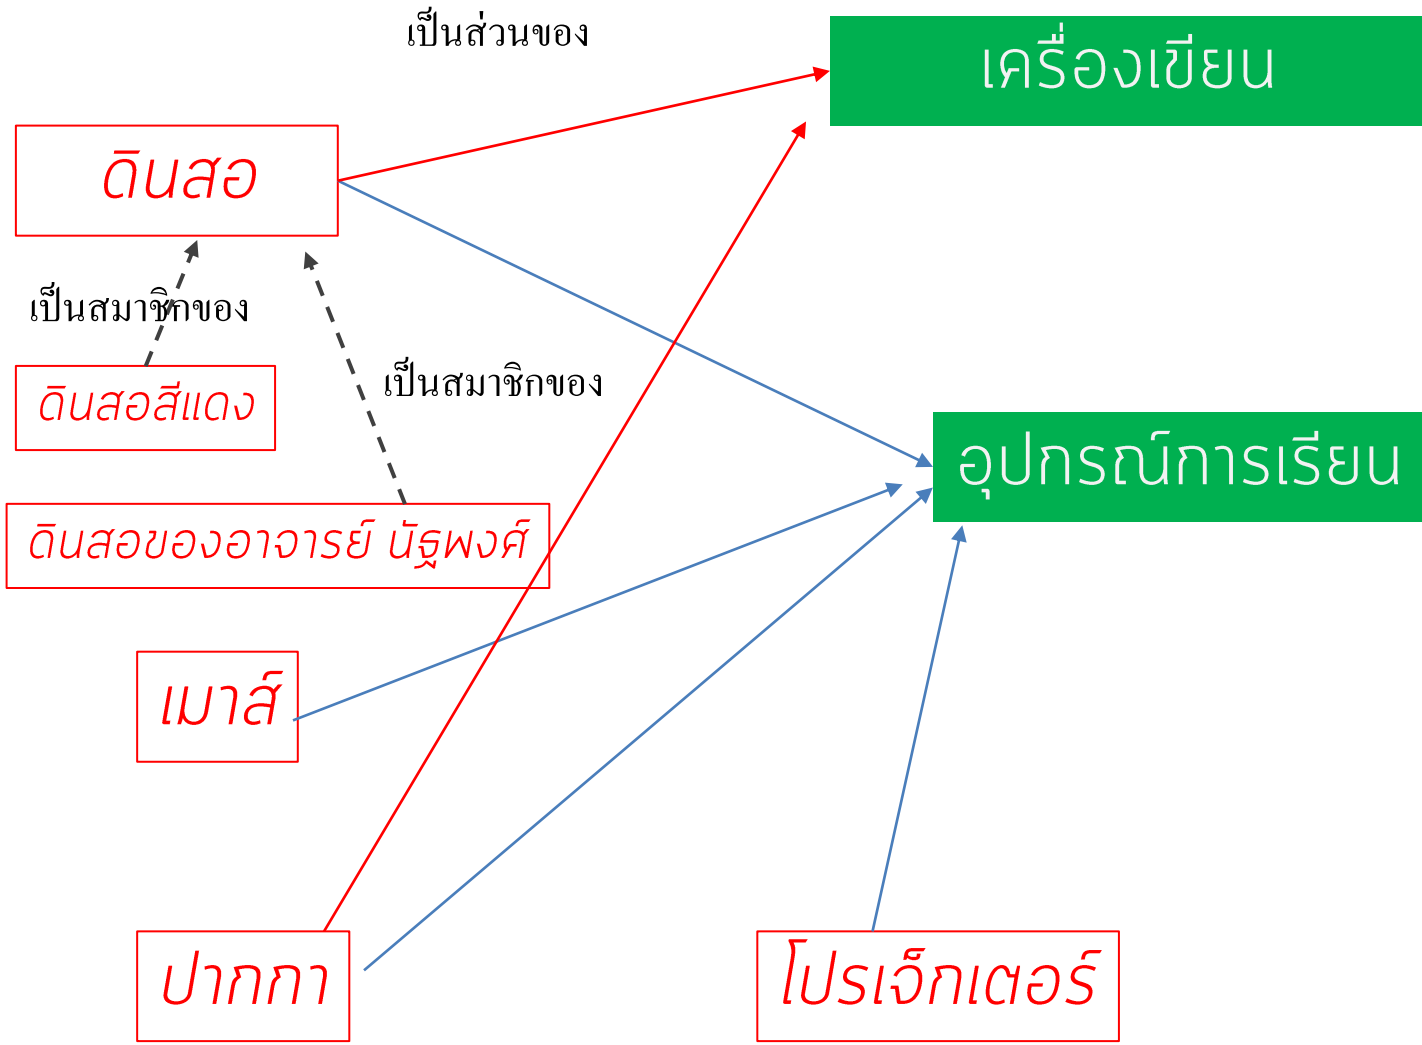 เป็นส่วนของ
เครื่องเขียน
ดินสอ
เป็นสมาชิกของ
เป็นสมาชิกของ
ดินสอสีแดง
อุปกรณ์การเรียน
ดินสอของอาจารย์ นัฐพงศ์
เมาส์
ปากกา
โปรเจ็กเตอร์